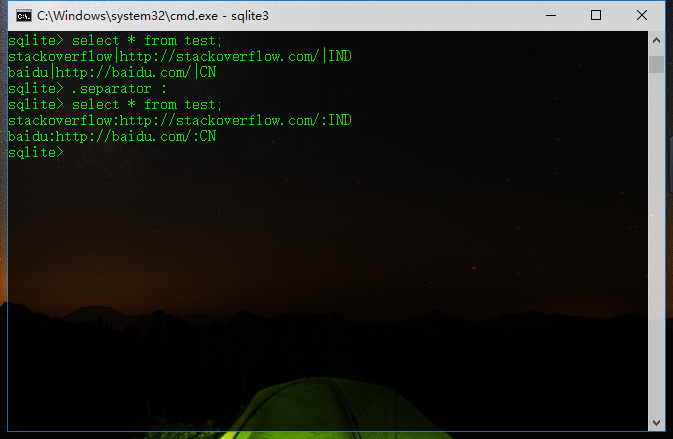 C:\Windows\system32\cmd.exe - sqlite3
sqlite> select * from test;
stackoverflow|http://stackoverflow.com/|IND
baidu|http://baidu.com/|CN
sqlite> .separator :
sqlite> select * from test;
stackoverflow:http://stackoverflow.com/:IND
baidu:http://baidu.com/:CN
sqlite>